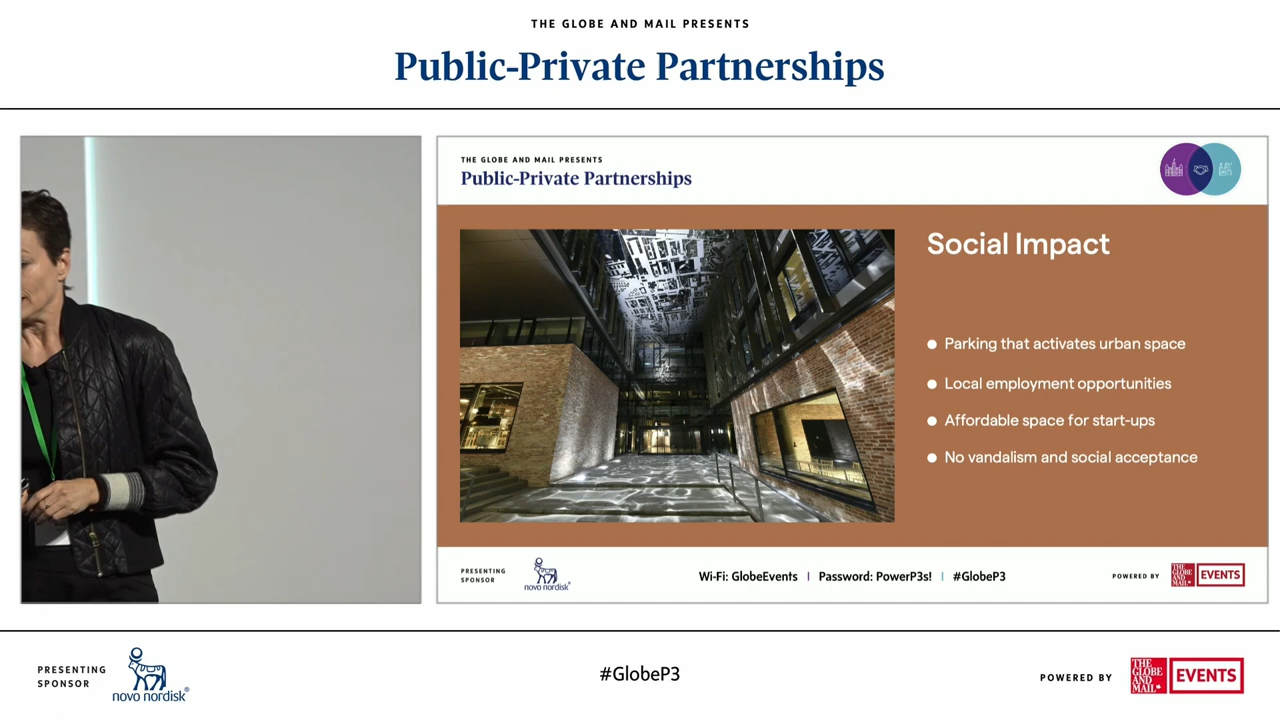 THE GLOBE AND MAIL PRESENTS
Public-Private Partnerships
THE GLOBE AND MAIL PRESENTS
Public-Private Partnerships
Social Impact
Parking that activates urban space
Local employment opportunities
Affordable space for start-ups
No vandalism and social acceptance
PRESENTING
SPONSOR
novo nordisk®
Wi-Fi: GlobeEvents | Password: PowerP3s! | #GlobeP3
POWERED BY
THE
GLOBE
AND
MAIL
EVENTS
PRESENTING
SPONSOR
novo nordisk®
#GlobeP3
POWERED BY
THE
GLOBE
AND
MAIL
EVENTS